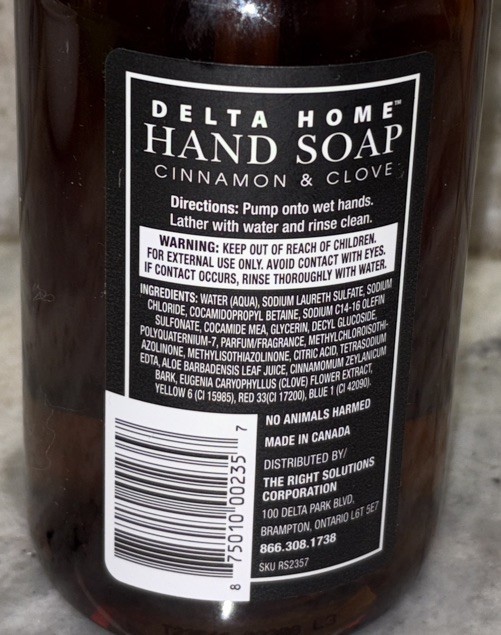 DELTA HOME™
HAND SOAP
CINNAMON & CLOVE
Directions: Pump onto wet hands.
Lather with water and rinse clean.
WARNING: KEEP OUT OF REACH OF CHILDREN.
FOR EXTERNAL USE ONLY. AVOID CONTACT WITH EYES.
IF CONTACT OCCURS, RINSE THOROUGHLY WITH WATER.
INGREDIENTS: WATER (AQUA), SODIUM LAURETH SULFATE, SODIUM
CHLORIDE, COCAMIDOPROPYL BETAINE, SODIUM C14-16 OLEFIN
SULFONATE, COCAMIDE MEA, GLYCERIN, DECYL GLUCOSIDE,
POLYQUATERNIUM-7, PARFUM/FRAGRANCE, METHYLCHLOROISOTHI-
AZOLINONE, METHYLISOTHIAZOLINONE, CITRIC ACID, TETRASODIUM
EDTA, ALOE BARBADENSIS LEAF JUICE, CINNAMOMUM ZEYLANICUM
BARK, EUGENIA CARYOPHYLLUS (CLOVE) FLOWER EXTRACT,
YELLOW 6 (CI 15985), RED 33(CI 17200), BLUE 1 (CI 42090).
NO ANIMALS HARMED
MADE IN CANADA
DISTRIBUTED BY/
THE RIGHT SOLUTIONS
CORPORATION
100 DELTA PARK BLVD,
BRAMPTON, ONTARIO L6T 5E7
866.308.1738
SKU RS2357
8 75010 00235 7